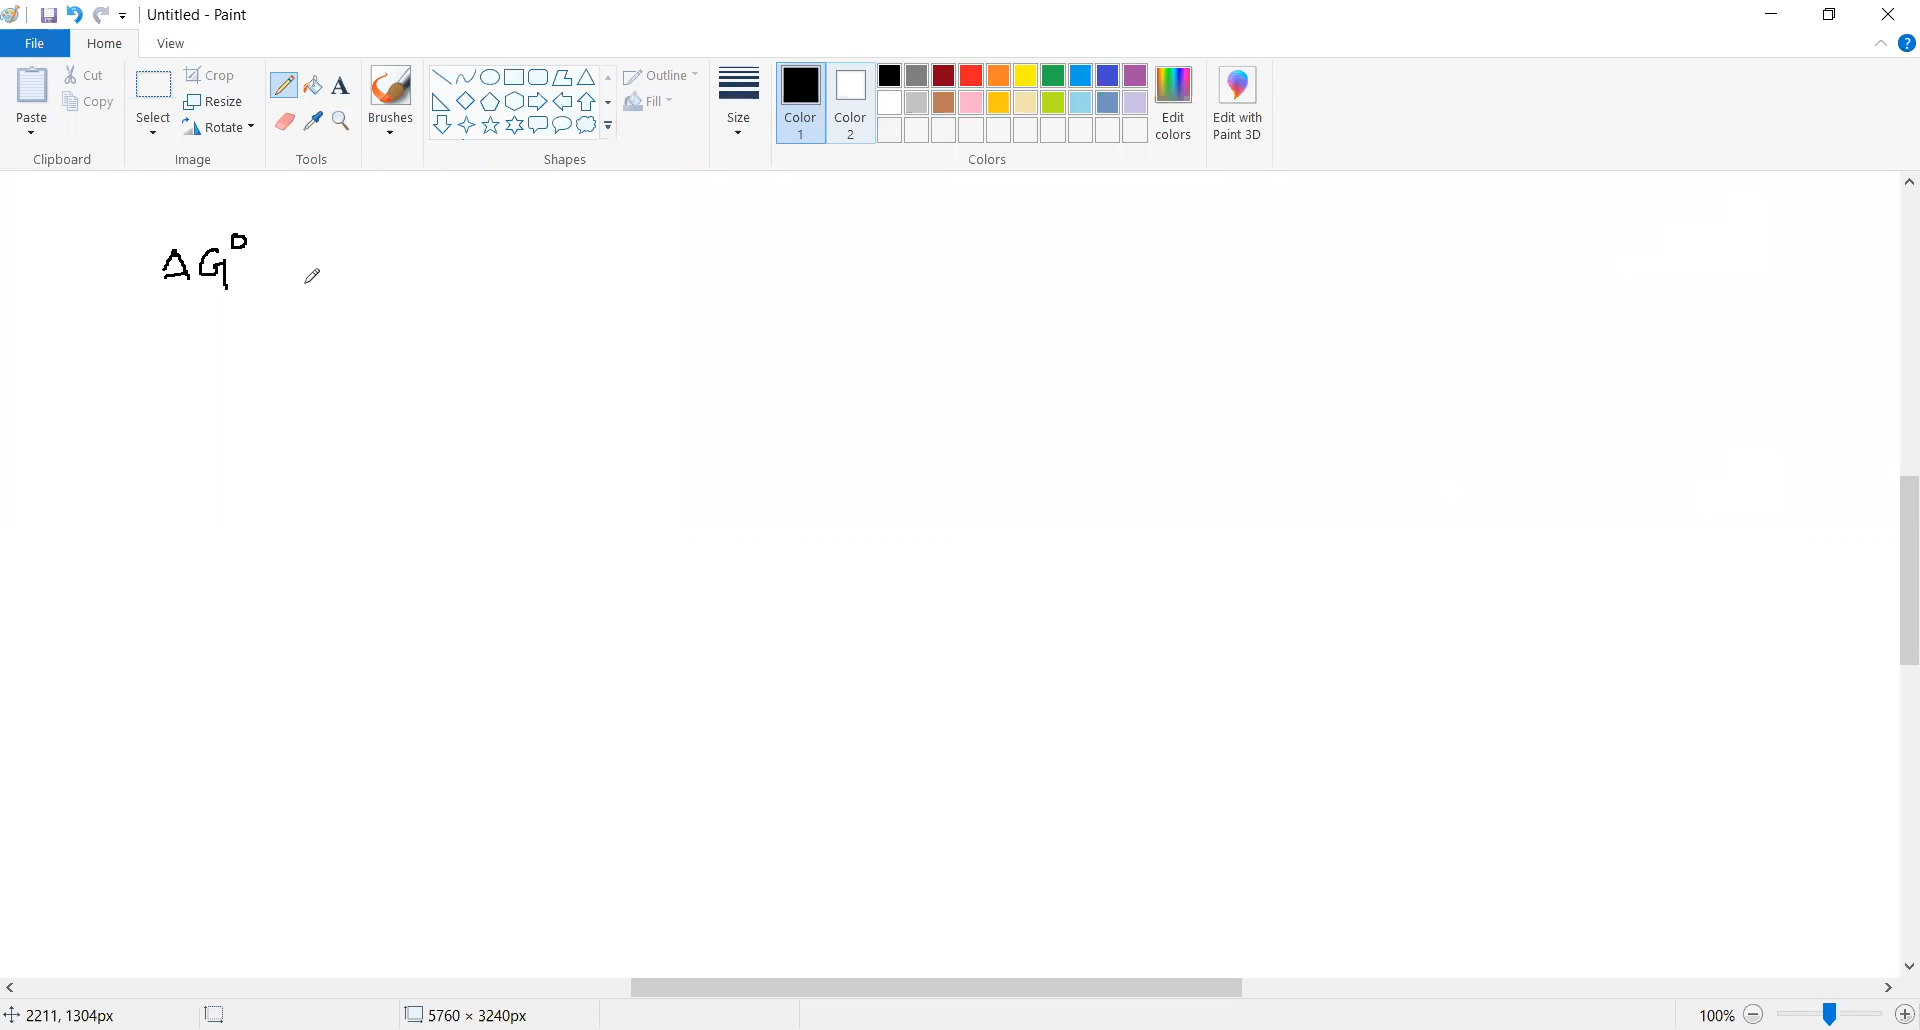 Untitled - Paint
File Home View
Cut
Copy
Paste
Clipboard
Crop
Resize
Rotate
Select
Image
Tools
Brushes
Outline
Fill
Shapes
Size
Color 1
Color 2
Edit colors
Colors
Edit with Paint 3D
?
A
ΔG°
2211, 1304px
5760 × 3240px
100%